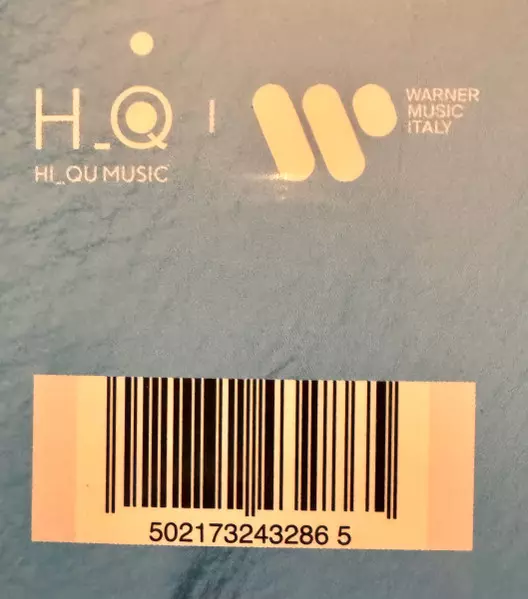 H_Q
HI_QU MUSIC
WARNER
MUSIC
ITALY
502173243286 5